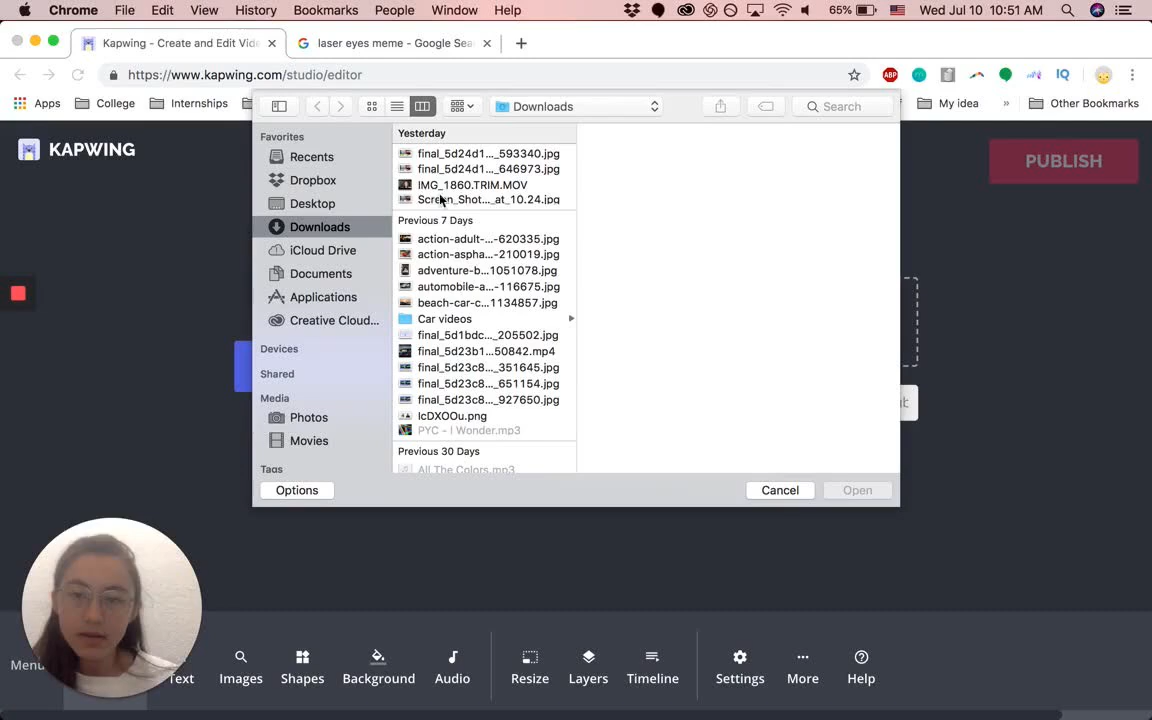 Chrome File Edit View History Bookmarks People Window Help 65% Wed Jul 10 10:51 AM
Kapwing - Create and Edit Vide laser eyes meme - Google Sea
https://www.kapwing.com/studio/editor ABP IQ
Apps College Internships My idea » Other Bookmarks
Downloads Search
KAPWING
PUBLISH
Favorites
Recents
Dropbox
Desktop
Downloads
iCloud Drive
Documents
Applications
Creative Cloud...
Devices
Shared
Media
Photos
Movies
Tags
Yesterday
final_5d24d1..._593340.jpg
final_5d24d1..._646973.jpg
IMG_1860.TRIM.MOV
Screen_Shot..._at_10.24.jpg
Previous 7 Days
action-adult-...-620335.jpg
action-aspha...-210019.jpg
adventure-b...1051078.jpg
automobile-a...-116675.jpg
beach-car-c...1134857.jpg
Car videos
final_5d1bdc..._205502.jpg
final_5d23b1...50842.mp4
final_5d23c8..._351645.jpg
final_5d23c8..._651154.jpg
final_5d23c8..._927650.jpg
IcDXOOu.png
PYC - I Wonder.mp3
Previous 30 Days
All The Colors.mp3
Options Cancel Open
Menu Text Images Shapes Background Audio Resize Layers Timeline Settings More Help